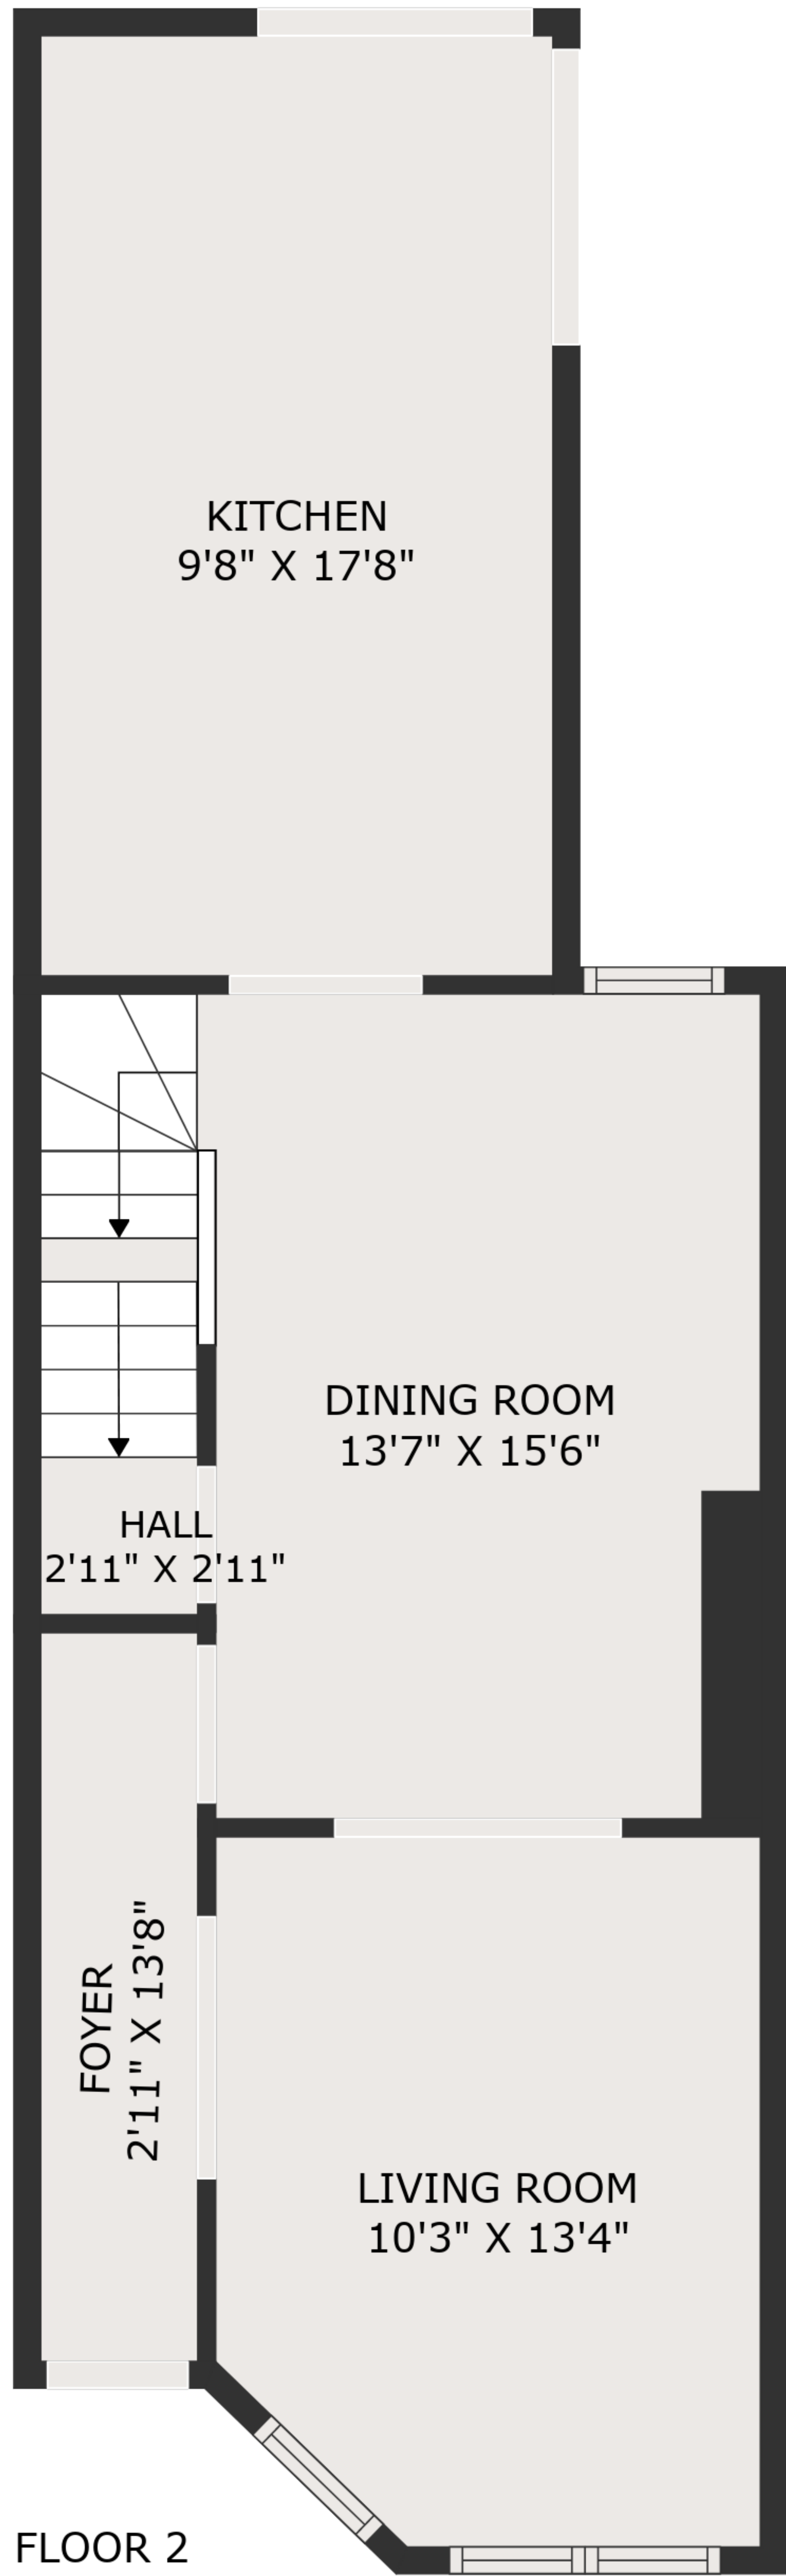 KITCHEN
9'8" X 17'8"
DINING ROOM
13'7" X 15'6"
HALL
2'11" X 2'11"
FOYER
2'11" X 13'8"
LIVING ROOM
10'3" X 13'4"
FLOOR 2